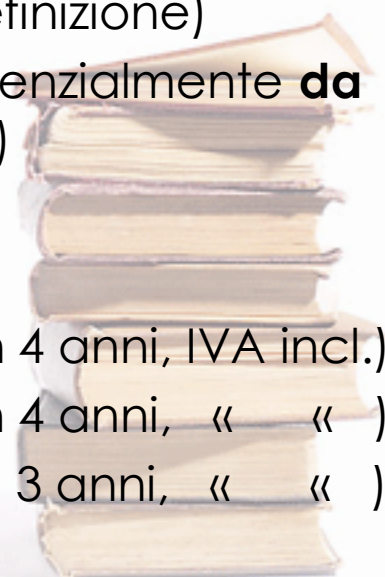 efinizione)
enzialmente da
)
n 4 anni, IVA incl.)
n 4 anni, « « )
3 anni, « « )